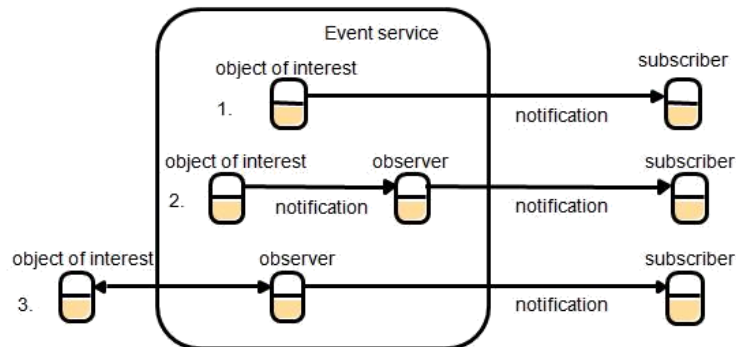 Event service
object of interest
subscriber
1.
notification
object of interest
observer
subscriber
2.
notification
notification
object of interest
observer
subscriber
3.
notification